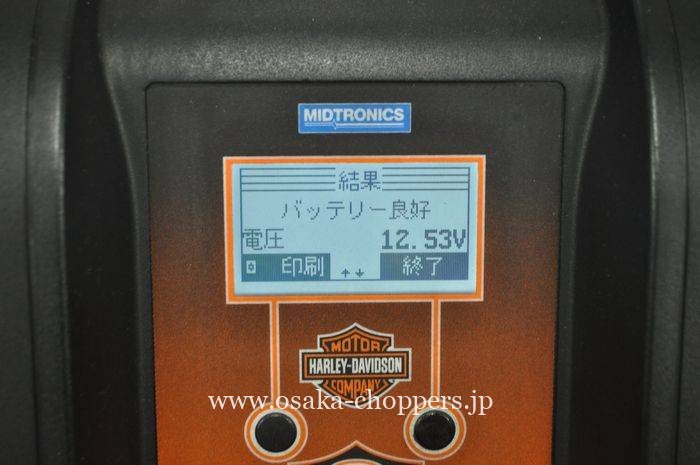 MIDTRONICS
結果
バッテリー良好
電圧 12.53V
印刷 ↑↓ 終了
MOTOR
HARLEY-DAVIDSON
COMPANY
www.osaka-choppers.jp